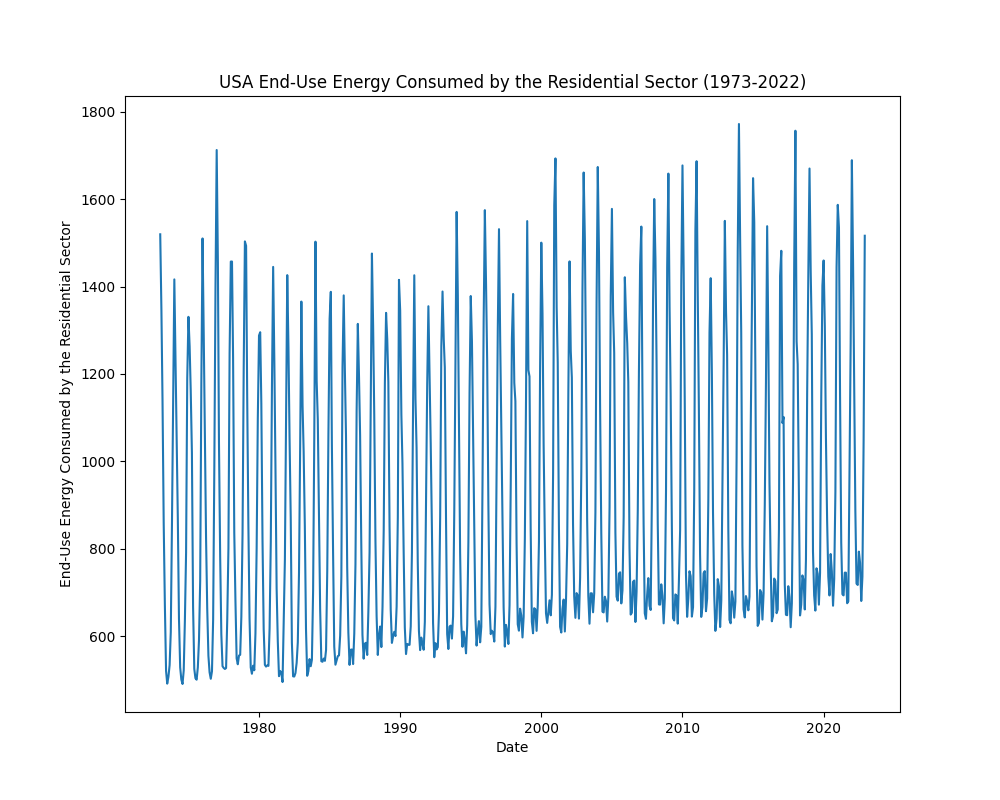 USA End-Use Energy Consumed by the Residential Sector (1973-2022)
End-Use Energy Consumed by the Residential Sector
1800
1600
1400
1200
1000
800
600
1980 1990 2000 2010 2020
Date